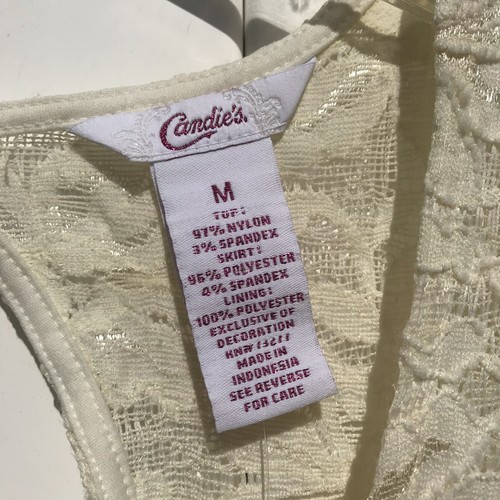 Candie's
M
TOP:
97% NYLON
3% SPANDEX
SKIRT:
96% POLYESTER
4% SPANDEX
LINING:
100% POLYESTER
EXCLUSIVE OF
DECORATION
MADE IN
INDONESIA
SEE REVERSE
FOR CARE